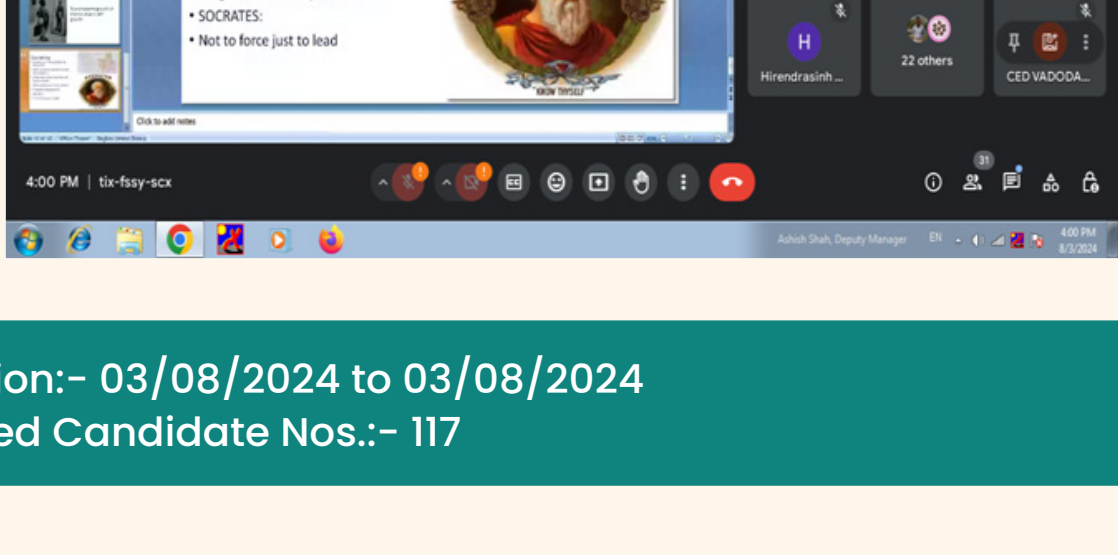 • SOCRATES:
• Not to force just to lead
KNOW THYSELF
Click to add notes
H
Hirendrasinh ...
22 others
CED VADODA...
4:00 PM | tix-fssy-scx
CC
31
Ashish Shah, Deputy Manager
EN
4:00 PM
8/3/2024
ion:- 03/08/2024 to 03/08/2024
ed Candidate Nos.:- 117